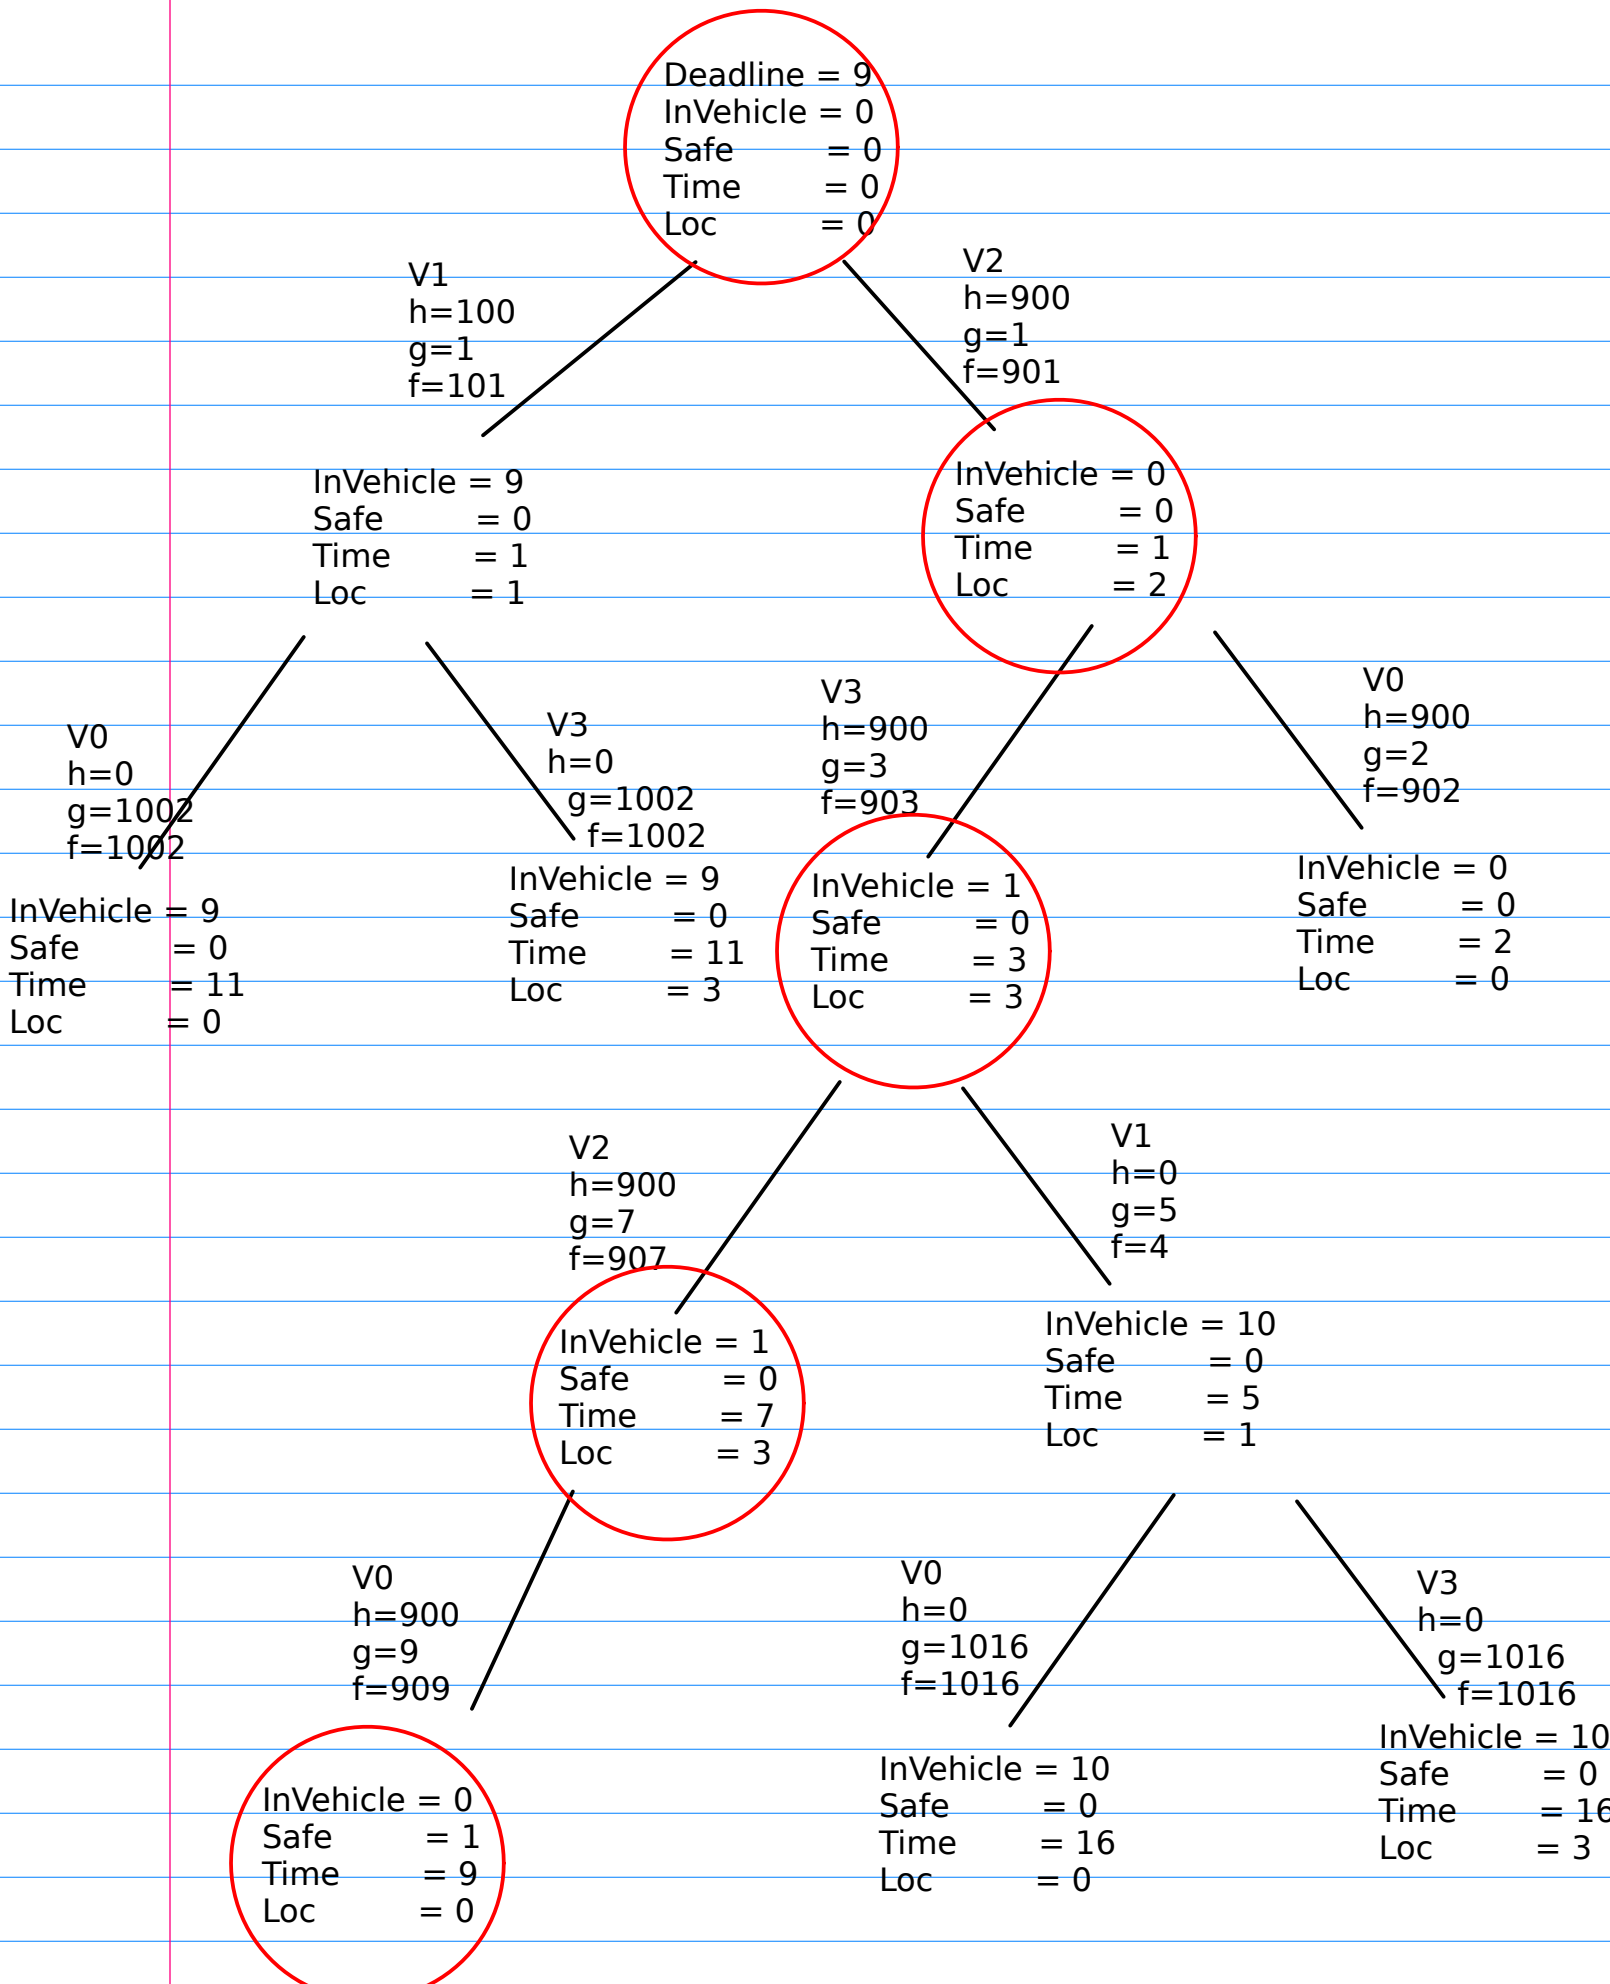 Deadline = 9
InVehicle = 0
Safe = 0
Time = 0
Loc = 0
V1
h=100
g=1
f=101
V2
h=900
g=1
f=901
InVehicle = 9
Safe = 0
Time = 1
Loc = 1
InVehicle = 0
Safe = 0
Time = 1
Loc = 2
V0
h=0
g=1002
f=1002
V3
h=0
g=1002
f=1002
V3
h=900
g=3
f=903
V0
h=900
g=2
f=902
InVehicle = 9
Safe = 0
Time = 11
Loc = 0
InVehicle = 9
Safe = 0
Time = 11
Loc = 3
InVehicle = 1
Safe = 0
Time = 3
Loc = 3
InVehicle = 0
Safe = 0
Time = 2
Loc = 0
V2
h=900
g=7
f=907
V1
h=0
g=5
f=4
InVehicle = 1
Safe = 0
Time = 7
Loc = 3
InVehicle = 10
Safe = 0
Time = 5
Loc = 1
V0
h=900
g=9
f=909
V0
h=0
g=1016
f=1016
V3
h=0
g=1016
f=1016
InVehicle = 0
Safe = 1
Time = 9
Loc = 0
InVehicle = 10
Safe = 0
Time = 16
Loc = 0
InVehicle = 10
Safe = 0
Time = 16
Loc = 3